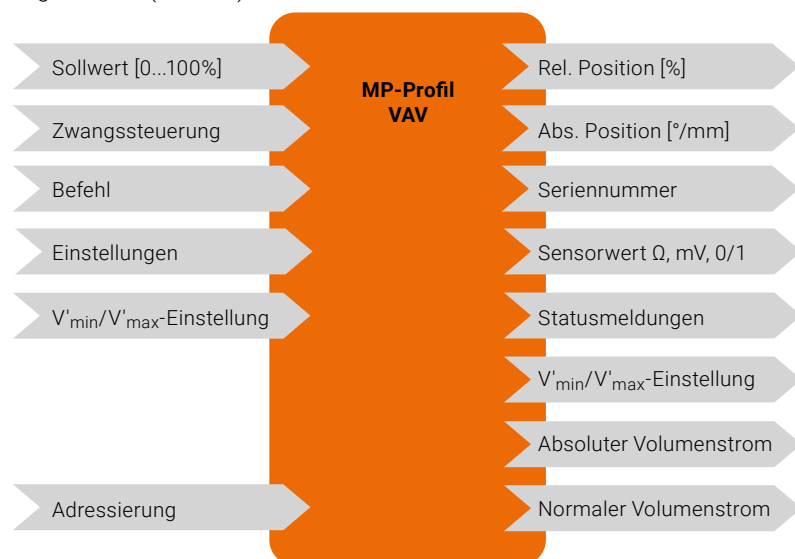 Sollwert [0...100%]
Zwangssteuerung
Befehl
Einstellungen
V'min/V'max-Einstellung
Adressierung
MP-Profil
VAV
Rel. Position [%]
Abs. Position [°/mm]
Seriennummer
Sensorwert Ω, mV, 0/1
Statusmeldungen
V'min/V'max-Einstellung
Absoluter Volumenstrom
Normaler Volumenstrom